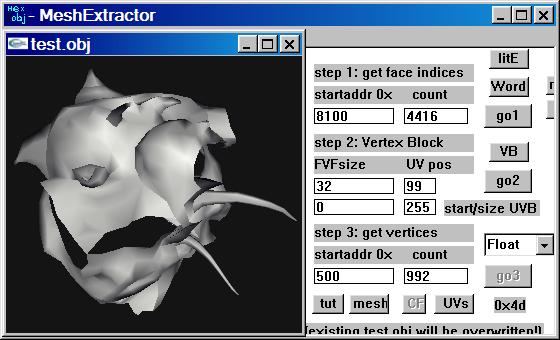 Hex
obj - MeshExtractor
test.obj
step 1: get face indices
startaddr 0x count
8100 4416
litE
Word
go1
step 2: Vertex Block
FVFsize UV pos
32 99
0 255 start/size UVB
VB
go2
step 3: get vertices
startaddr 0x count
500 992
Float
go3
tut mesh CF UVs 0x4d
(existing test.obj will be overwritten!)